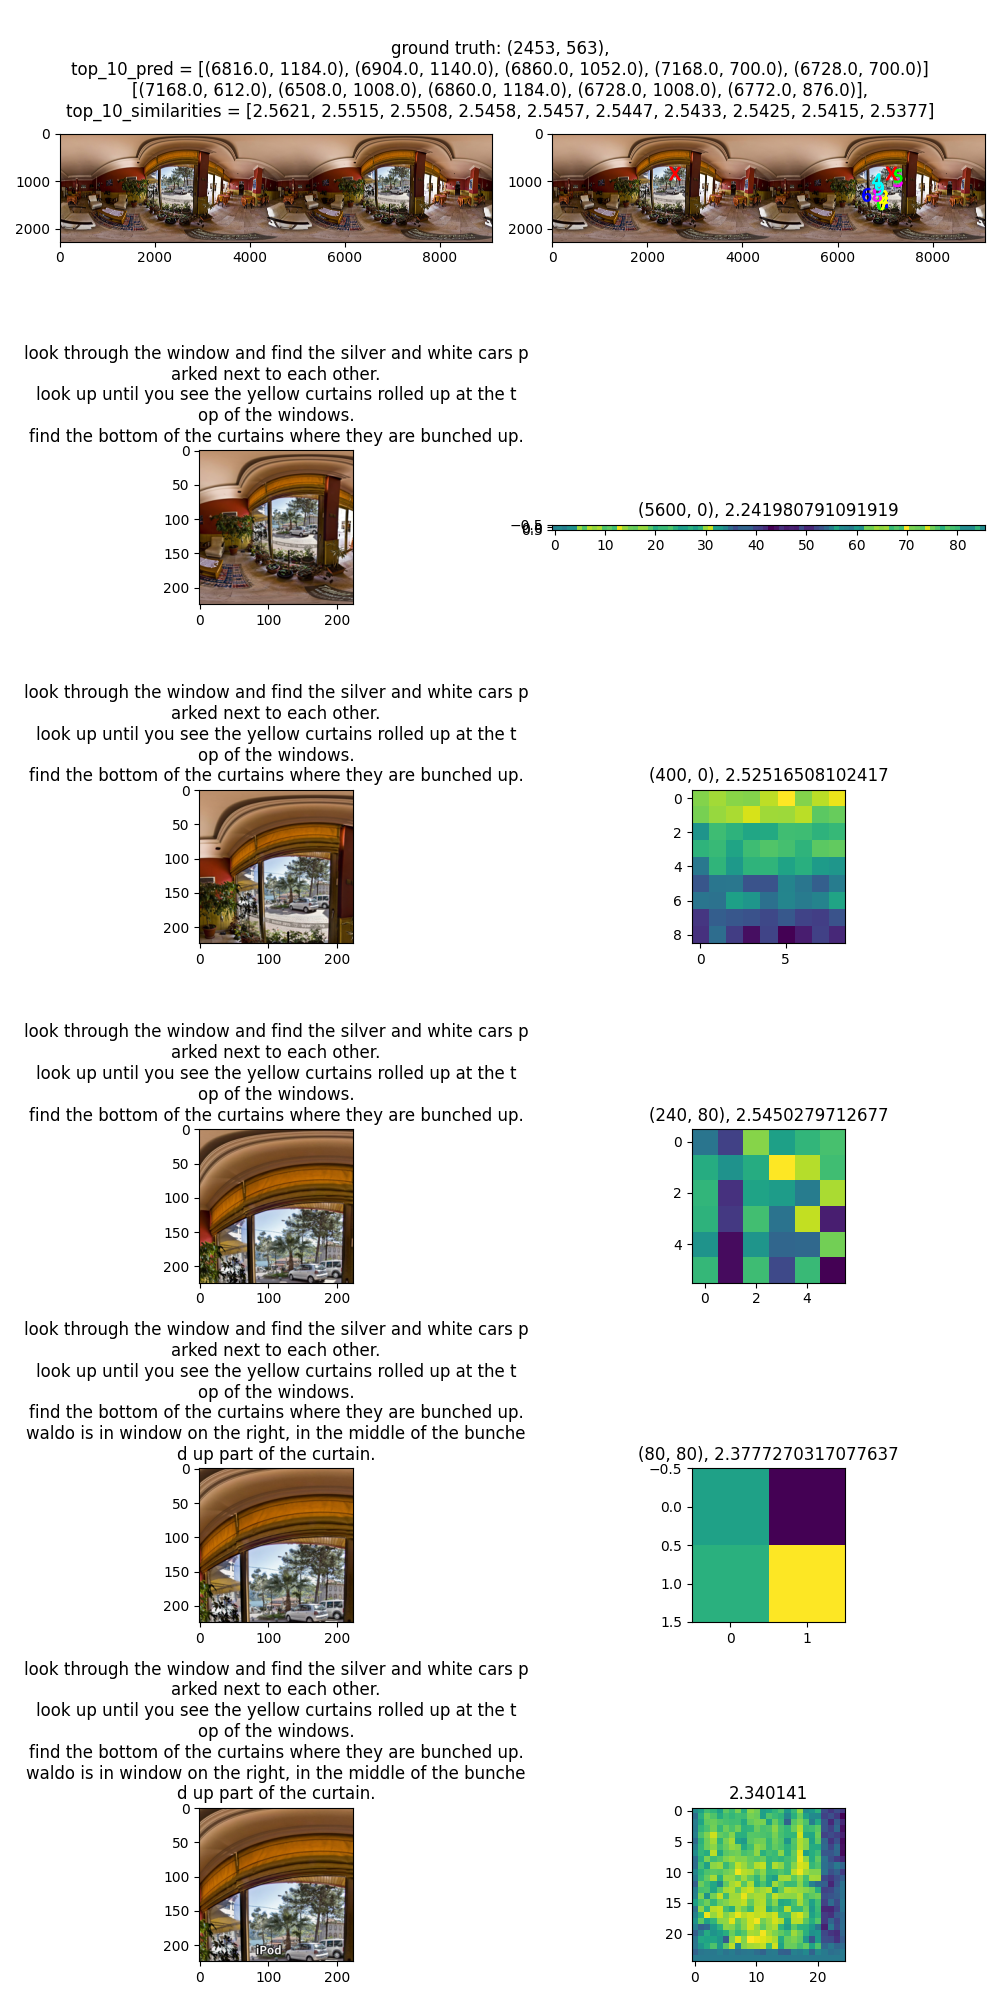 ground truth: (2453, 563),
top_10_pred = [(6816.0, 1184.0), (6904.0, 1140.0), (6860.0, 1052.0), (7168.0, 700.0), (6728.0, 700.0)]
[(7168.0, 612.0), (6508.0, 1008.0), (6860.0, 1184.0), (6728.0, 1008.0), (6772.0, 876.0)],
top_10_similarities = [2.5621, 2.5515, 2.5508, 2.5458, 2.5457, 2.5447, 2.5433, 2.5425, 2.5415, 2.5377]
0
1000
2000
0 2000 4000 6000 8000
0
1000
2000
0 2000 4000 6000 8000
look through the window and find the silver and white cars p
arked next to each other.
look up until you see the yellow curtains rolled up at the t
op of the windows.
find the bottom of the curtains where they are bunched up.
0
50
100
150
200
0 100 200
(5600, 0), 2.241980791091919
−0.5
0.5
0 10 20 30 40 50 60 70 80
look through the window and find the silver and white cars p
arked next to each other.
look up until you see the yellow curtains rolled up at the t
op of the windows.
find the bottom of the curtains where they are bunched up.
0
50
100
150
200
0 100 200
(400, 0), 2.52516508102417
0
2
4
6
8
0 5
look through the window and find the silver and white cars p
arked next to each other.
look up until you see the yellow curtains rolled up at the t
op of the windows.
find the bottom of the curtains where they are bunched up.
0
50
100
150
200
0 100 200
(240, 80), 2.5450279712677
0
2
4
0 2 4
look through the window and find the silver and white cars p
arked next to each other.
look up until you see the yellow curtains rolled up at the t
op of the windows.
find the bottom of the curtains where they are bunched up.
waldo is in window on the right, in the middle of the bunche
d up part of the curtain.
0
50
100
150
200
0 100 200
(80, 80), 2.3777270317077637
−0.5
0.0
0.5
1.0
1.5
0 1
look through the window and find the silver and white cars p
arked next to each other.
look up until you see the yellow curtains rolled up at the t
op of the windows.
find the bottom of the curtains where they are bunched up.
waldo is in window on the right, in the middle of the bunche
d up part of the curtain.
0
50
100
150
200
iPod
0 100 200
2.340141
0
5
10
15
20
0 10 20